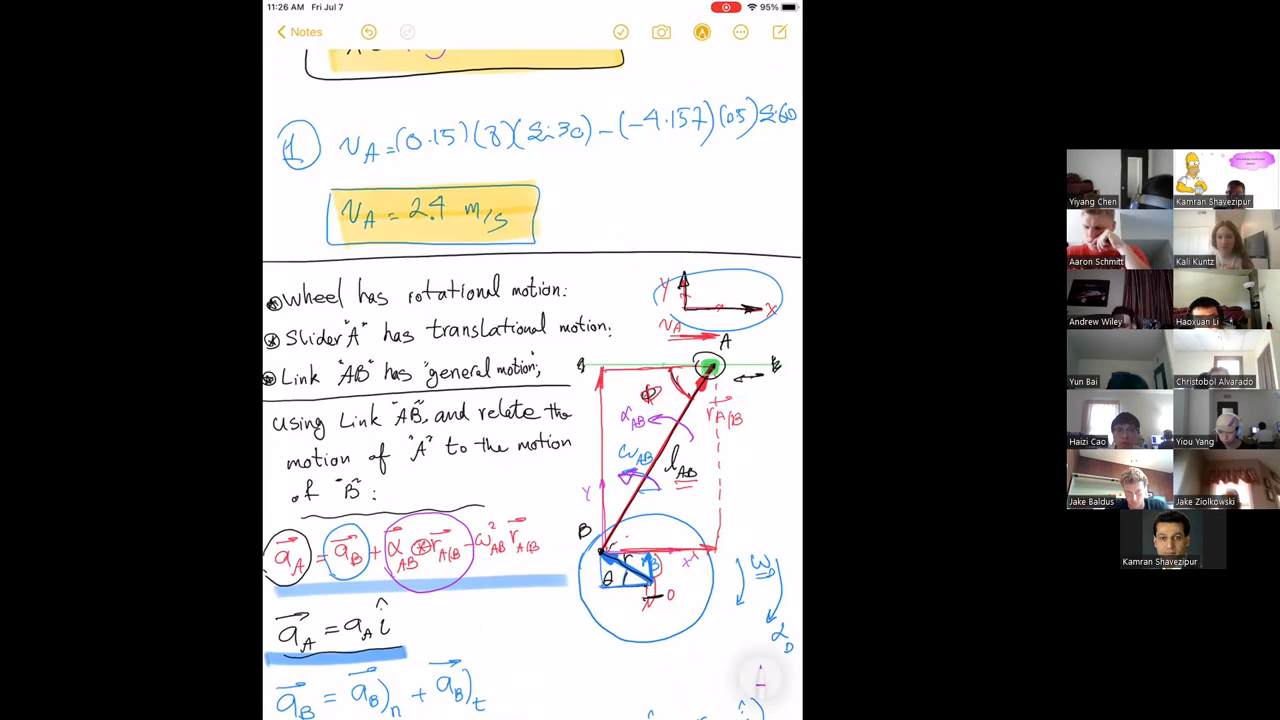 11:26 AM Fri Jul 7
95%
Notes
① v_A = (0.15)(8)(Sin 30) - (-4.157)(0.5) Sin 60
v_A = 2.4 m/s
⊛ Wheel has rotational motion:
⊛ Slider "A" has translational motion:
⊛ Link "AB" has "general motion",
using Link "AB", and relate the
motion of "A" to the motion
of "B":
a_A = a_B + α_AB ⊛ r_A/B - ω²_AB r_A/B
a_A = a_A i
a_B = a_B)n + a_B)t
Y
X
v_A
A
Φ
r_A/B
α_AB
ω_AB
l_AB
Y
B
r
X
θ
O
ω_D
α_D
Yiyang Chen
Kamran Shavezipur
Aaron Schmitt
Kali Kuntz
Andrew Wiley
Haoxuan Li
Yun Bai
Christobol Alvarado
Haizi Cao
Yiou Yang
Jake Baldus
Jake Ziolkowski
Kamran Shavezipur